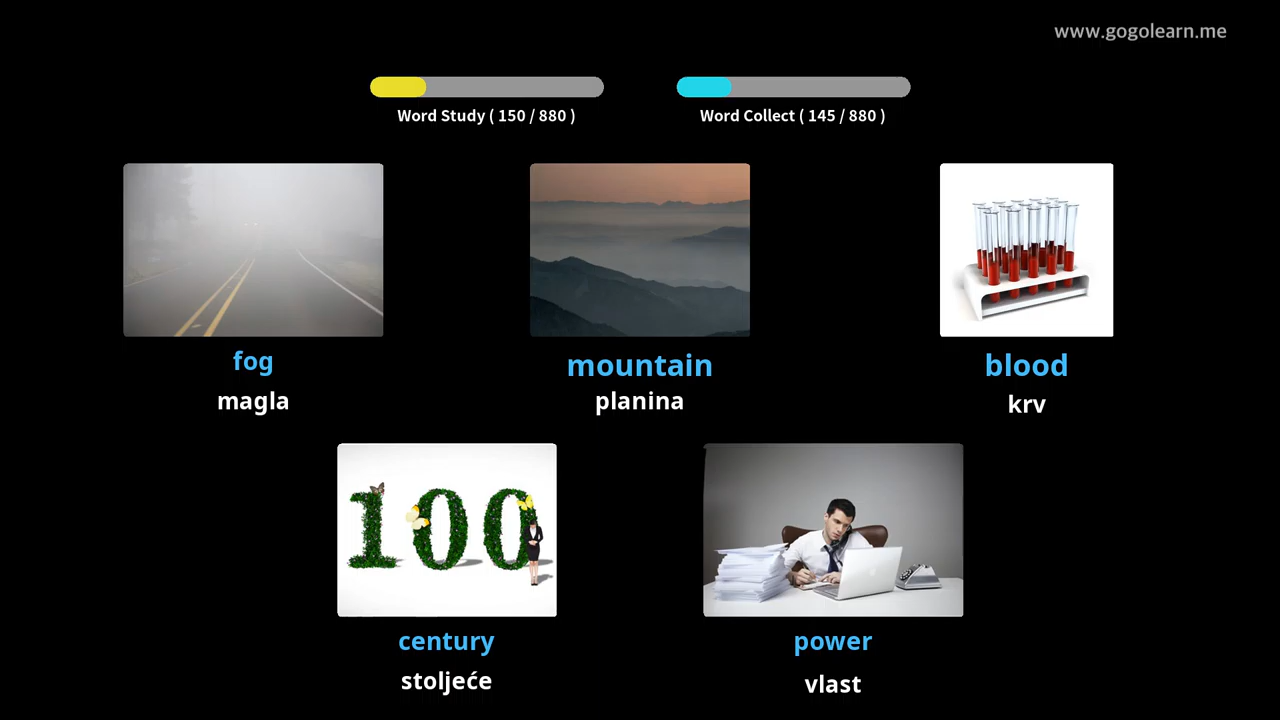 www.gogolearn.me
Word Study ( 150 / 880 )
Word Collect ( 145 / 880 )
fog
magla
mountain
planina
blood
krv
100
century
stoljeće
power
vlast